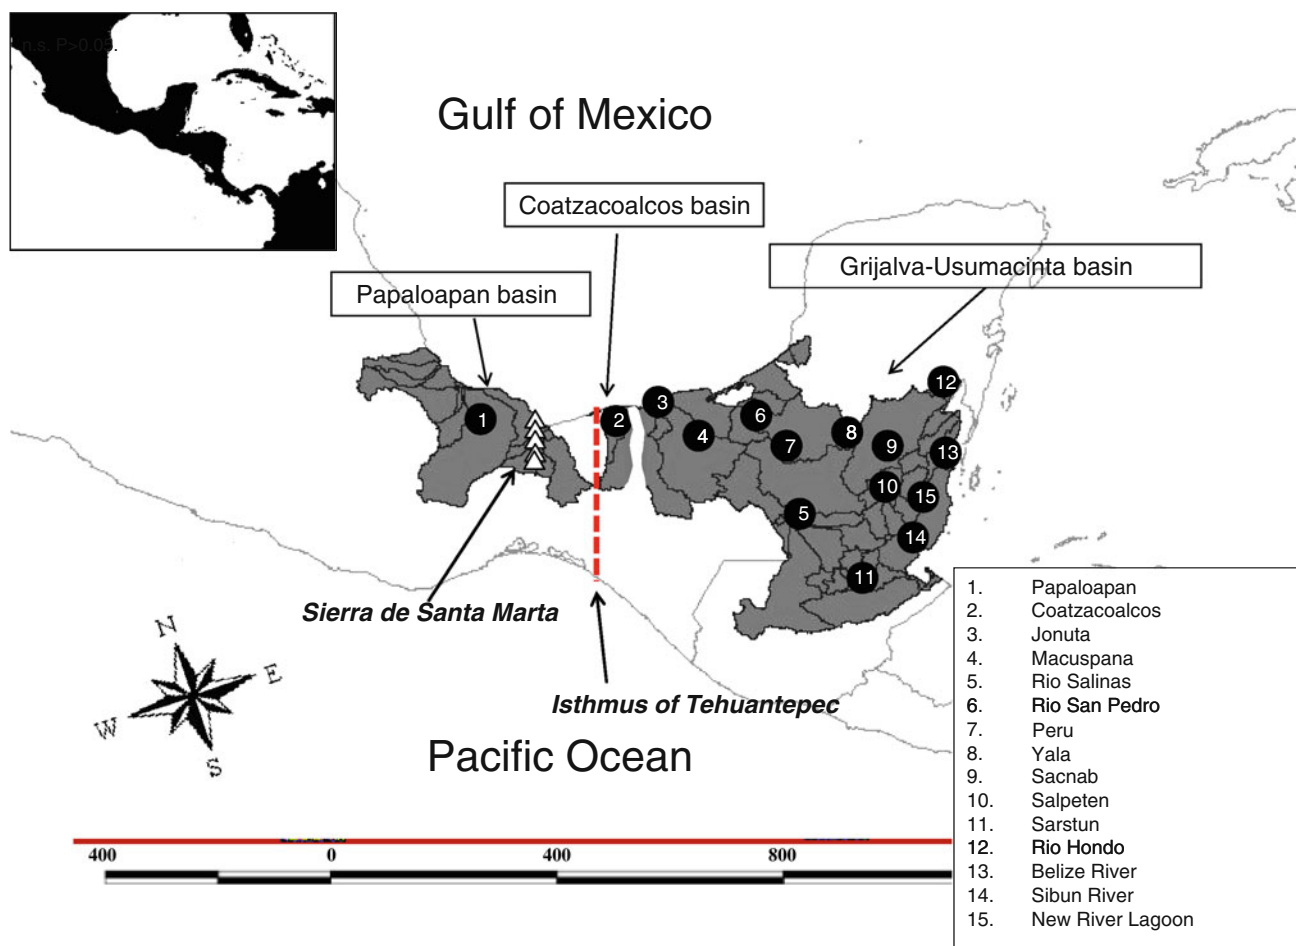 n.s. P>0.05.
Gulf of Mexico
Coatzacoalcos basin
Grijalva-Usumacinta basin
Papaloapan basin
12
3
1
2
6
4
7
8
9
13
10
15
5
14
11
Sierra de Santa Marta
Isthmus of Tehuantepec
Pacific Ocean
N
E
W
S
400 0 400 800
1. Papaloapan
2. Coatzacoalcos
3. Jonuta
4. Macuspana
5. Rio Salinas
6. Rio San Pedro
7. Peru
8. Yala
9. Sacnab
10. Salpeten
11. Sarstun
12. Rio Hondo
13. Belize River
14. Sibun River
15. New River Lagoon